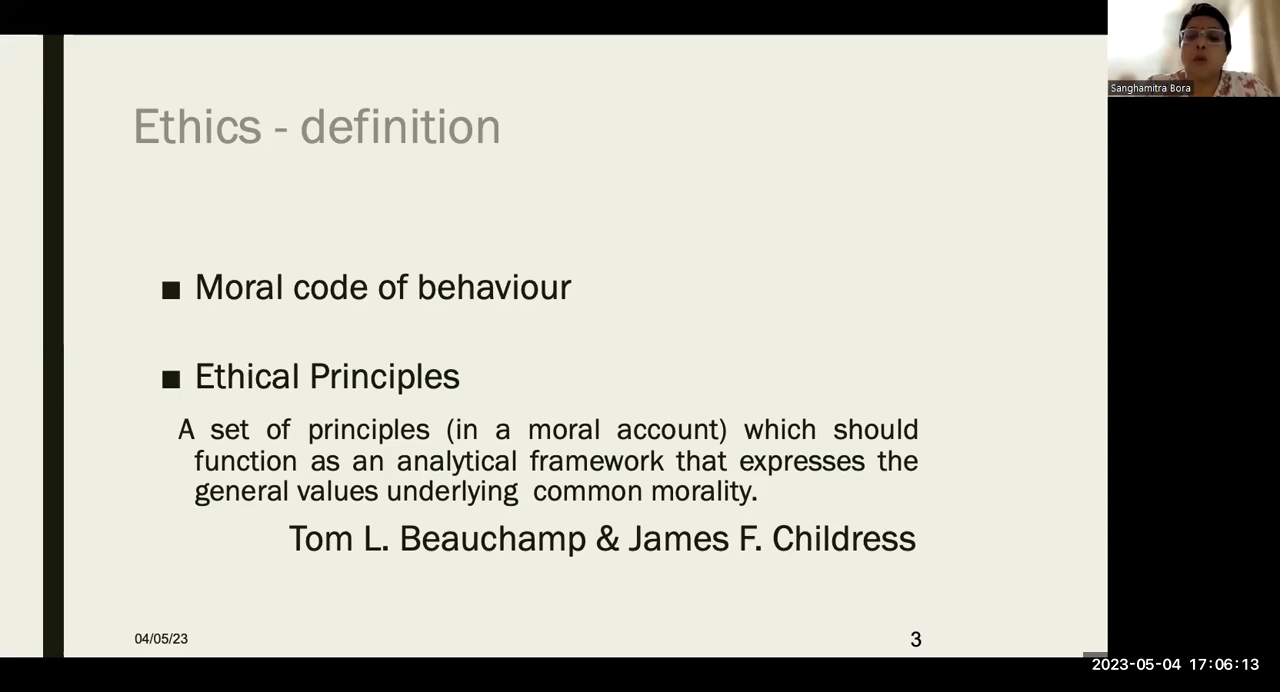 Sanghamitra Bora
Ethics - definition
■ Moral code of behaviour
■ Ethical Principles
A set of principles (in a moral account) which should
function as an analytical framework that expresses the
general values underlying common morality.
Tom L. Beauchamp & James F. Childress
04/05/23
3
2023-05-04 17:06:13